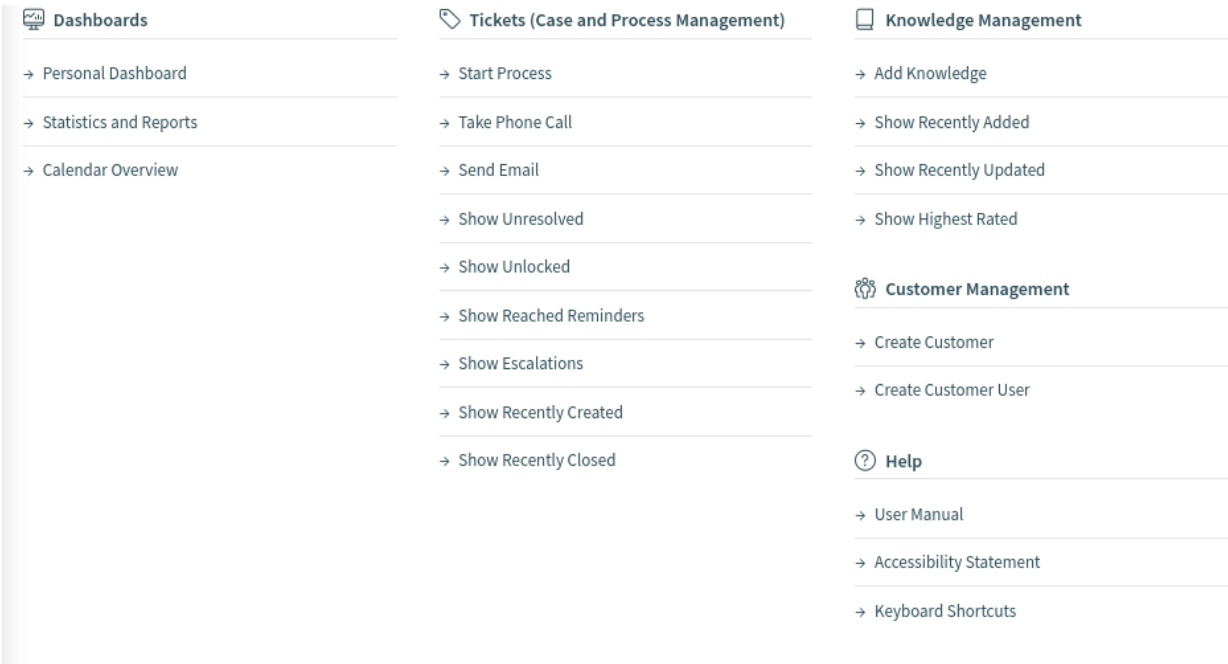 Dashboards
→ Personal Dashboard
→ Statistics and Reports
→ Calendar Overview
Tickets (Case and Process Management)
→ Start Process
→ Take Phone Call
→ Send Email
→ Show Unresolved
→ Show Unlocked
→ Show Reached Reminders
→ Show Escalations
→ Show Recently Created
→ Show Recently Closed
Knowledge Management
→ Add Knowledge
→ Show Recently Added
→ Show Recently Updated
→ Show Highest Rated
Customer Management
→ Create Customer
→ Create Customer User
Help
→ User Manual
→ Accessibility Statement
→ Keyboard Shortcuts